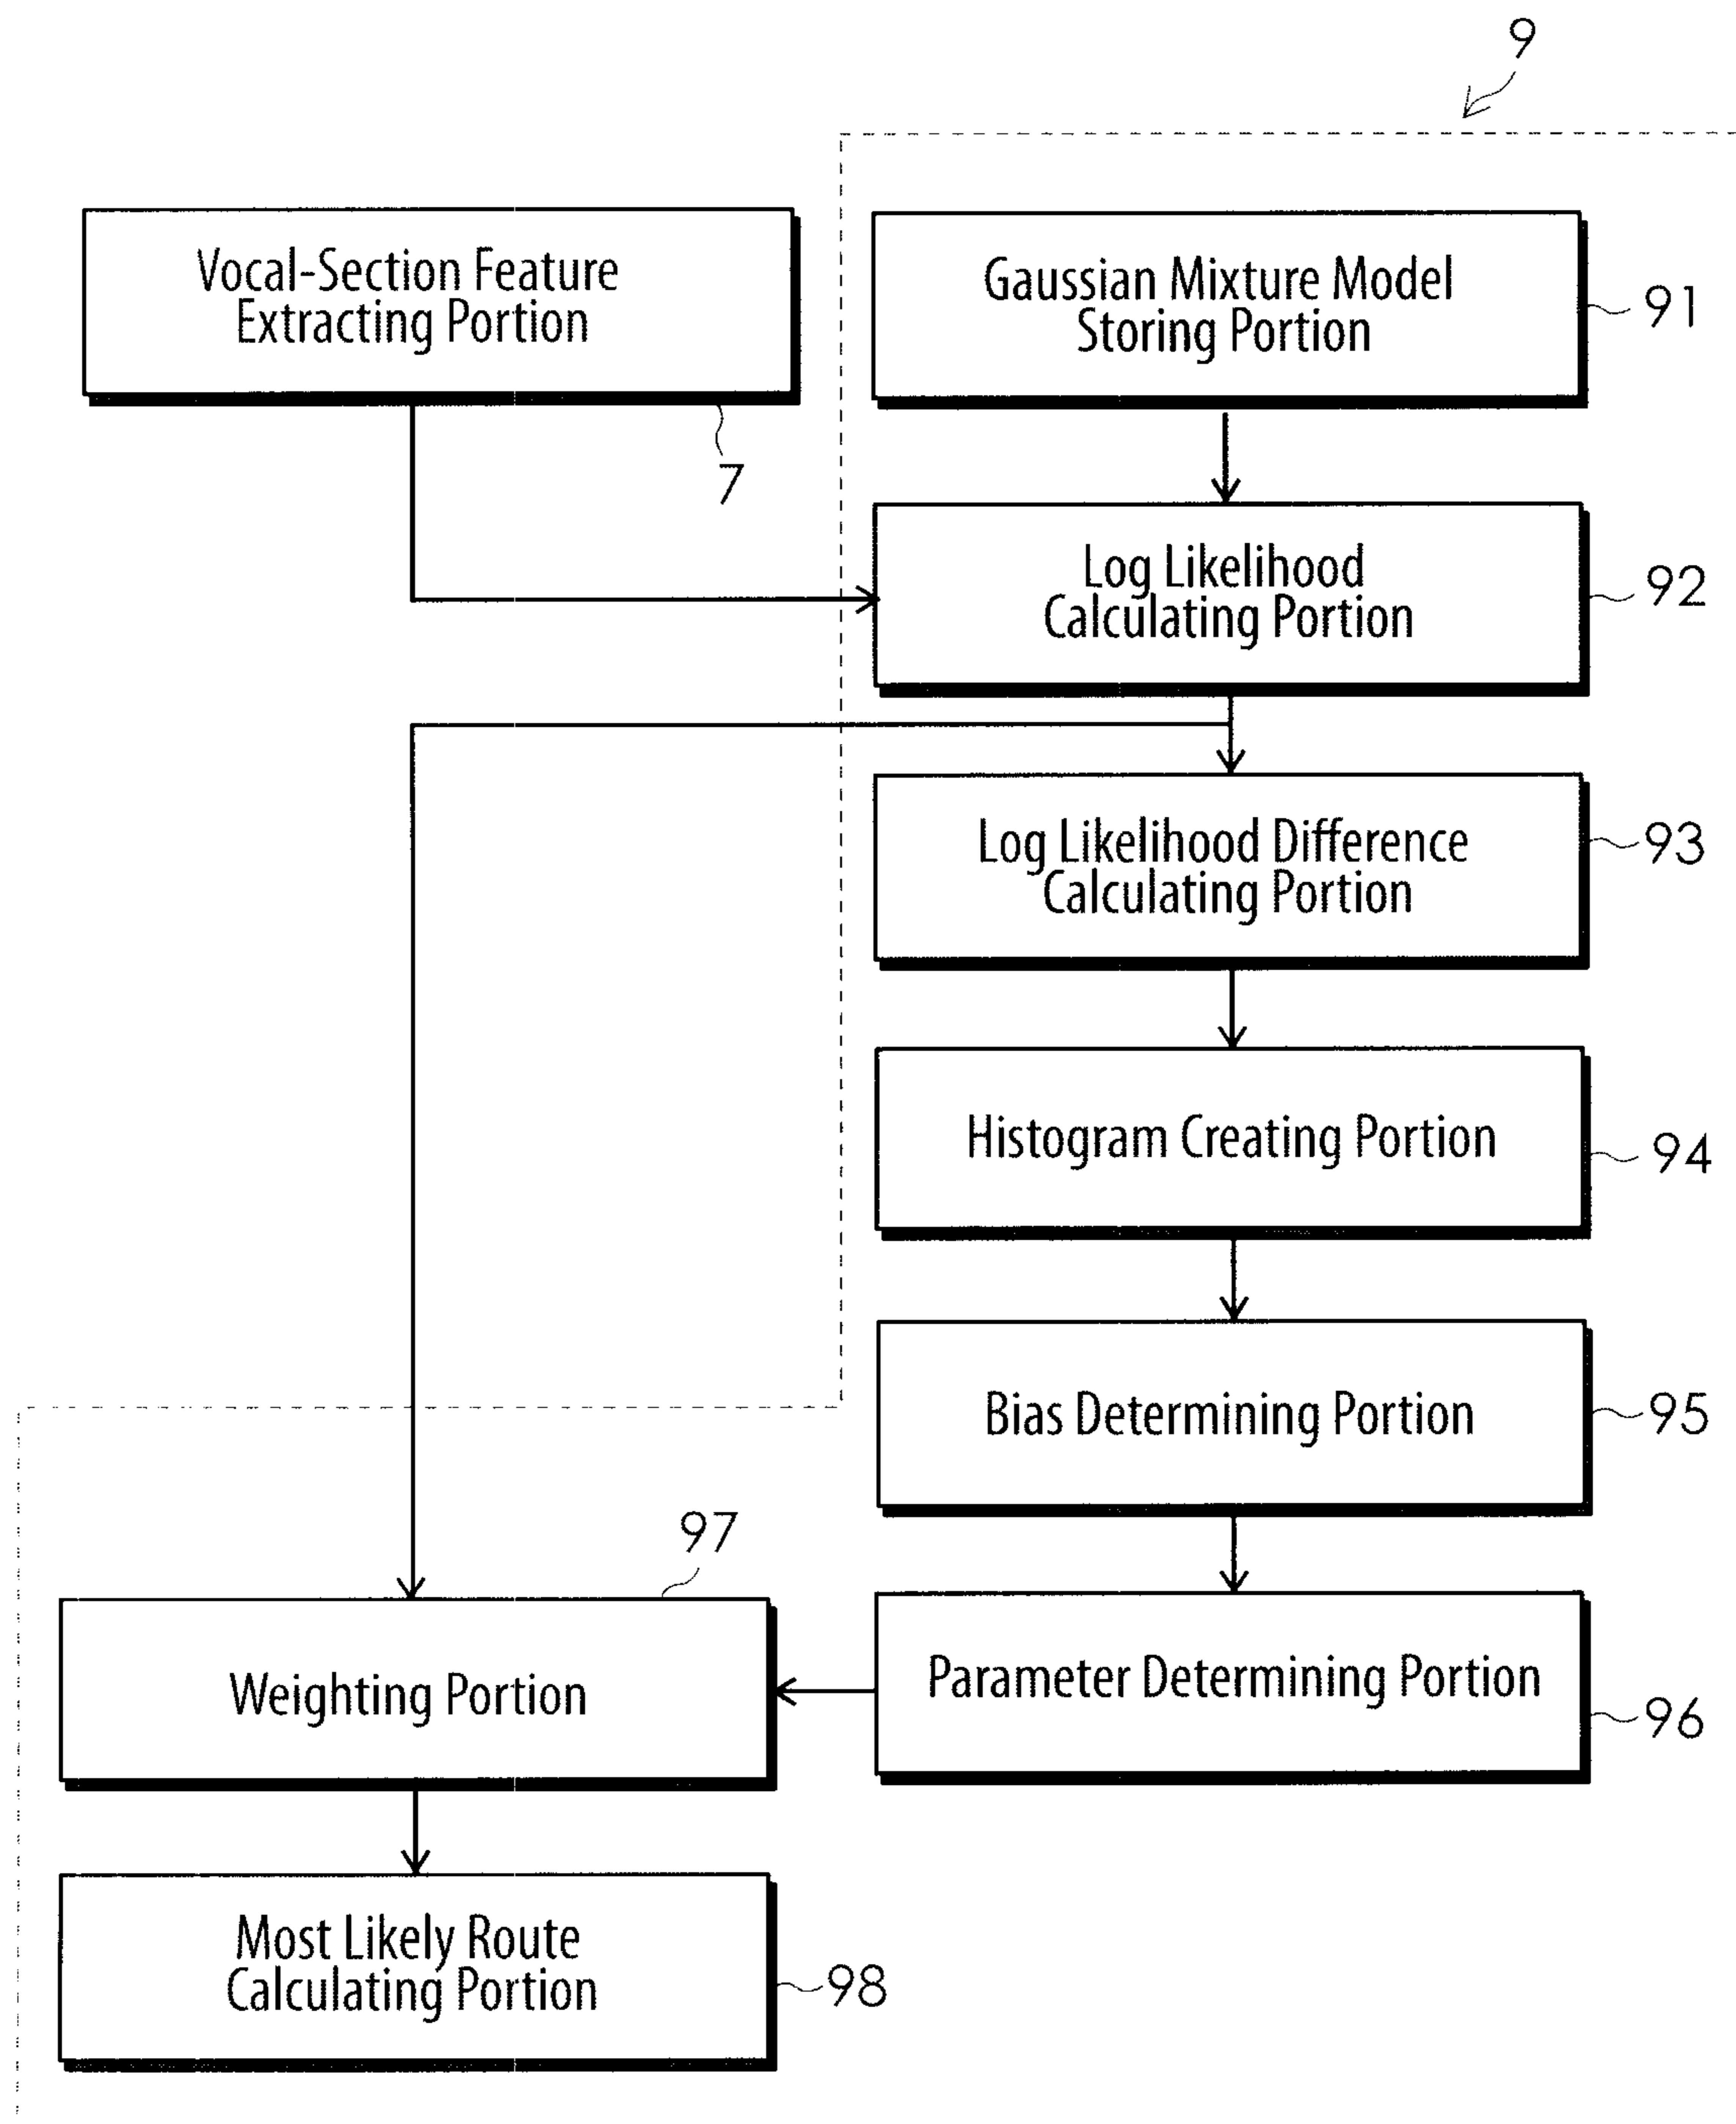 9
Vocal-Section Feature
Extracting Portion
7
Gaussian Mixture Model
Storing Portion
91
Log Likelihood
Calculating Portion
92
Log Likelihood Difference
Calculating Portion
93
Histogram Creating Portion
94
Bias Determining Portion
95
97
Weighting Portion
Parameter Determining Portion
96
Most Likely Route
Calculating Portion
98